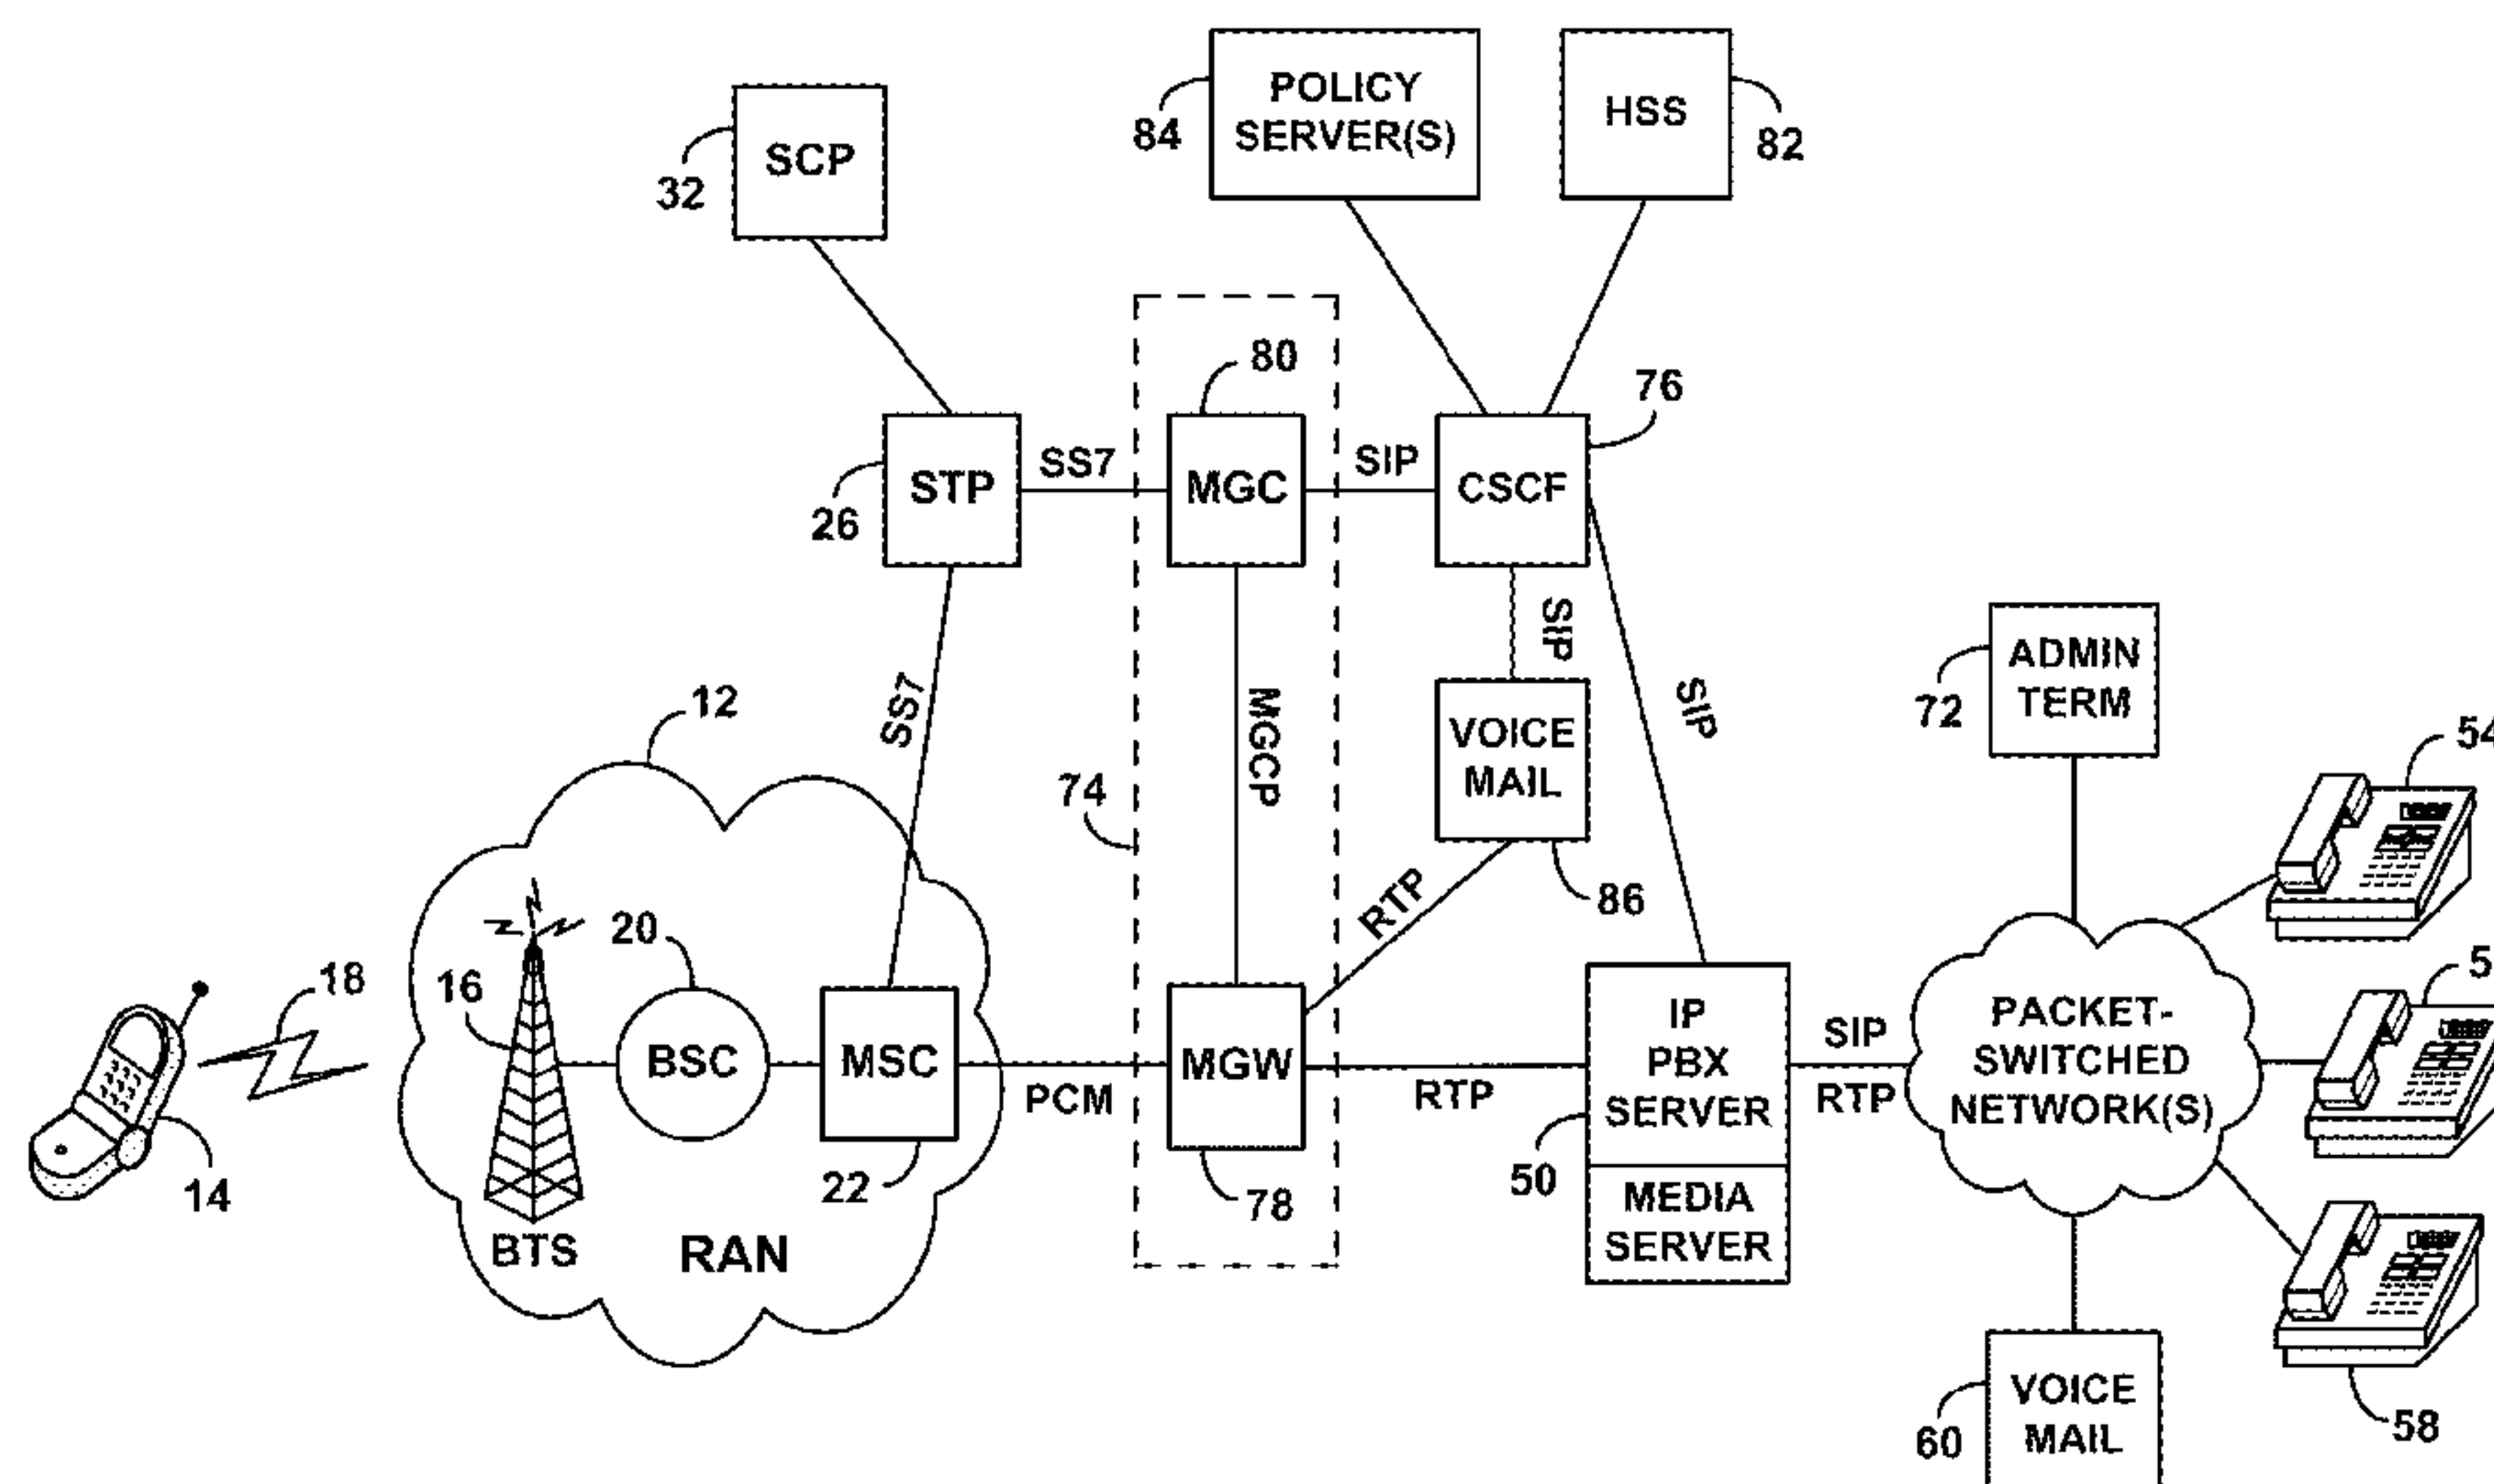 POLICY
SERVER(S)
84
HSS
82
SCP
32
80
76
STP
SS7
MGC
SIP
CSCF
26
SIP
ADMIN
TERM
72
12
SS7
MGCP
VOICE
MAIL
SIP
54
74
RTP
86
20
18
16
IP
PBX
SERVER
PACKET-
SWITCHED
NETWORK(S)
5
BSC
MSC
PCM
MGW
RTP
SIP
RTP
14
22
78
50
MEDIA
SERVER
BTS
RAN
VOICE
MAIL
60
58